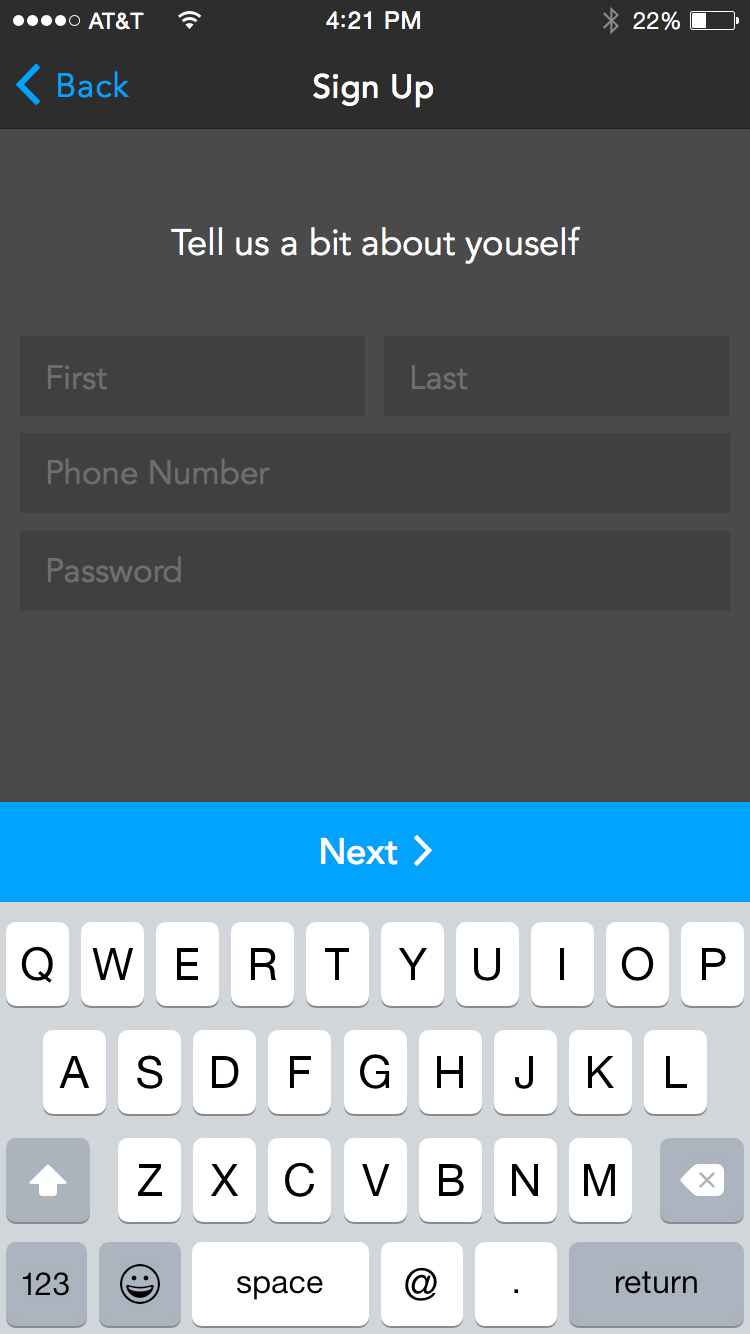 AT&T 4:21 PM 22%
Back Sign Up
Tell us a bit about youself
First Last
Phone Number
Password
Next
Q W E R T Y U I O P
A S D F G H J K L
Z X C V B N M
123 space @ . return